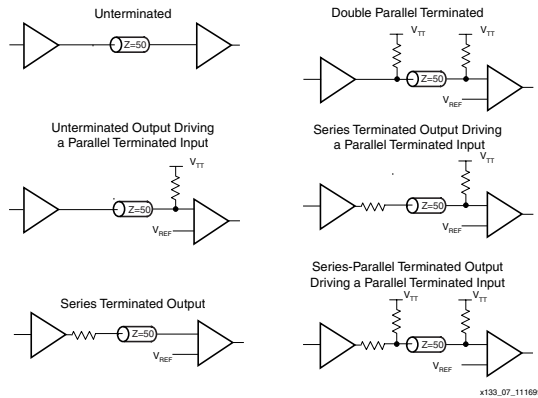 Unterminated
Z=50
Unterminated Output Driving
a Parallel Terminated Input
VTT
Z=50
VREF
Series Terminated Output
Z=50
VREF
Double Parallel Terminated
VTT
VTT
Z=50
VREF
Series Terminated Output Driving
a Parallel Terminated Input
VTT
Z=50
VREF
Series-Parallel Terminated Output
Driving a Parallel Terminated Input
VTT
VTT
Z=50
VREF
x133_07_111699